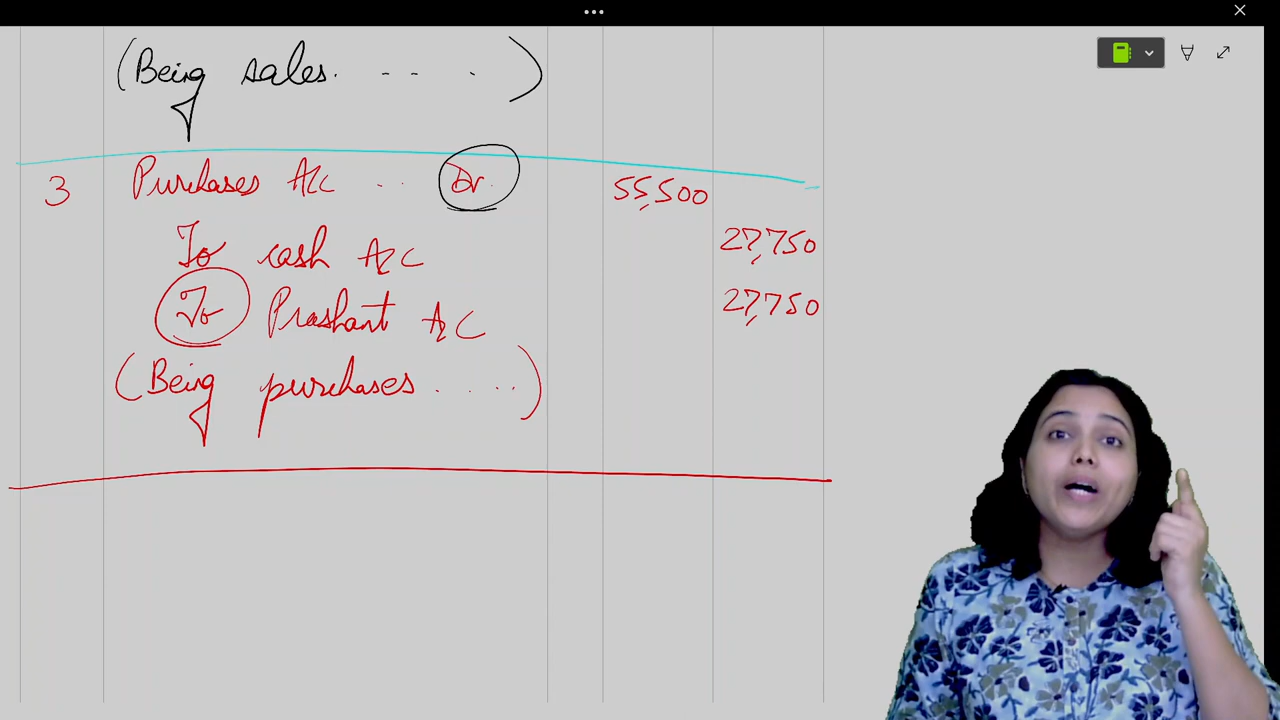 (Being sales. -- .)
3 Purchases A/C .. Dr. 55,500
To cash A/C 27,750
To Prashant A/C 27,750
(Being purchases ....)